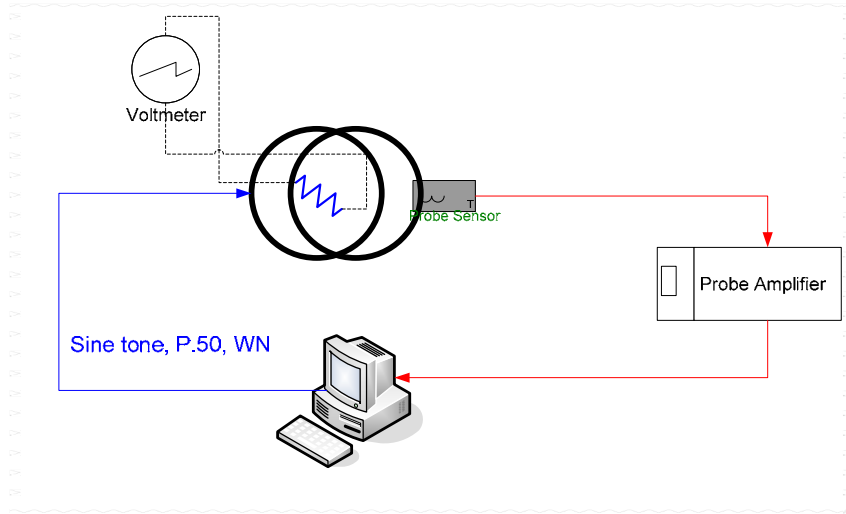 Voltmeter
T
Probe Sensor
Probe Amplifier
Sine tone, P.50, WN